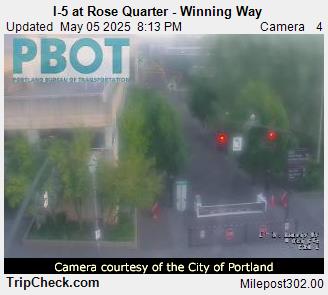 I-5 at Rose Quarter - Winning Way
Updated May 05 2025 8:13 PM Camera 4
PBOT
PORTLAND BUREAU OF TRANSPORTATION
Camera courtesy of the City of Portland
TripCheck.com Milepost302.00